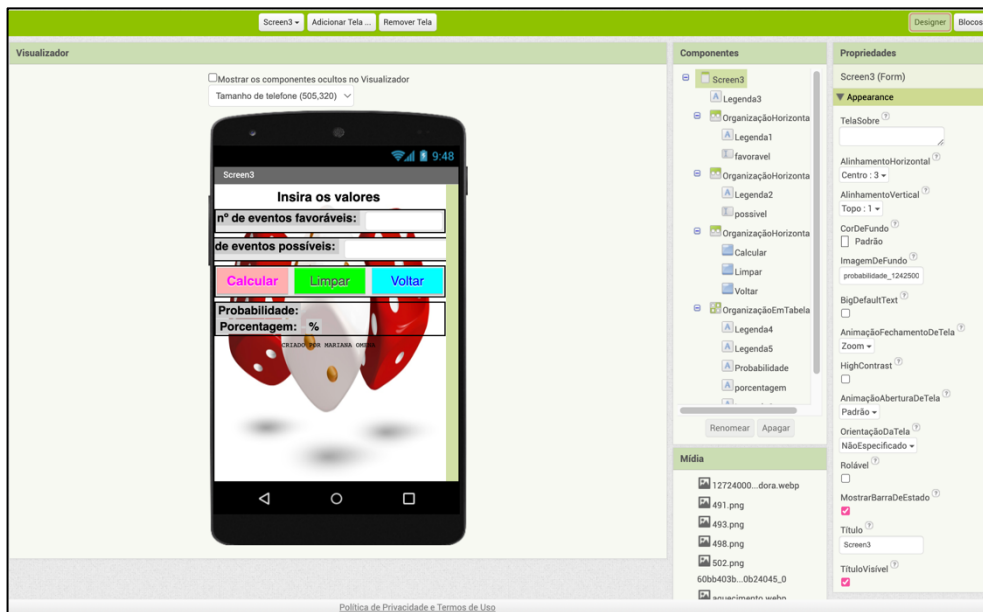 Screen3
Adicionar Tela ...
Remover Tela
Designer
Blocos
Visualizador
Mostrar os componentes ocultos no Visualizador
Tamanho de telefone (505,320)
9:48
Screen3
Insira os valores
nº de eventos favoráveis:
de eventos possíveis:
Calcular
Limpar
Voltar
Probabilidade:
Porcentagem: %
CRIADO POR MARIANA
Componentes
Screen3
Legenda3
OrganizaçãoHorizonta
Legenda1
favoravel
OrganizaçãoHorizonta
Legenda2
possivel
OrganizaçãoHorizonta
Calcular
Limpar
Voltar
OrganizaçãoEmTabela
Legenda4
Legenda5
Probabilidade
porcentagem
Renomear
Apagar
Mídia
12724000...dora.webp
491.png
493.png
498.png
502.png
60bb403b...0b24045_0
aquecimento.webp
Propriedades
Screen3 (Form)
Appearance
TelaSobre
AlinhamentoHorizontal
Centro : 3
AlinhamentoVertical
Topo : 1
CorDeFundo
Padrão
ImagemDeFundo
probabilidade_1242500
BigDefaultText
AnimaçãoFechamentoDeTela
Zoom
HighContrast
AnimaçãoAberturaDeTela
Padrão
OrientaçãoDaTela
NãoEspecificado
Rolável
MostrarBarraDeEstado
Título
Screen3
TítuloVisível
Política de Privacidade e Termos de Uso